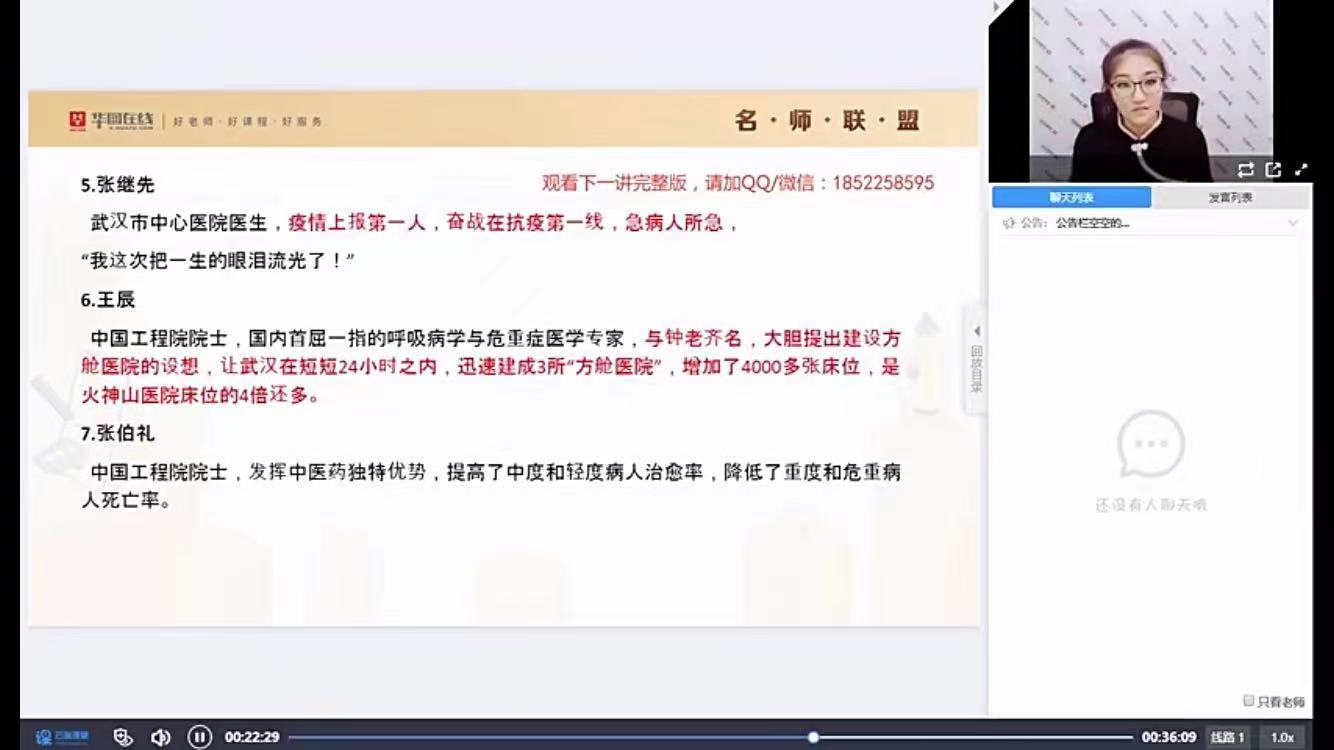 华图在线 好老师·好课程·好服务
名·师·联·盟
5.张继先
观看下一讲完整版，请加QQ/微信：1852258595
武汉市中心医院医生，疫情上报第一人，奋战在抗疫第一线，急病人所急，
“我这次把一生的眼泪流光了！”
6.王辰
中国工程院院士，国内首屈一指的呼吸病学与危重症医学专家，与钟老齐名，大胆提出建设方
舱医院的设想，让武汉在短短24小时之内，迅速建成3所“方舱医院”，增加了4000多张床位，是
火神山医院床位的4倍还多。
7.张伯礼
中国工程院院士，发挥中医药独特优势，提高了中度和轻度病人治愈率，降低了重度和危重病
人死亡率。
回放目录
聊天列表 发言列表
公告： 公告栏空空的...
还没有人聊天哦
只看老师
00:22:29
00:36:09 线路 1 1.0x